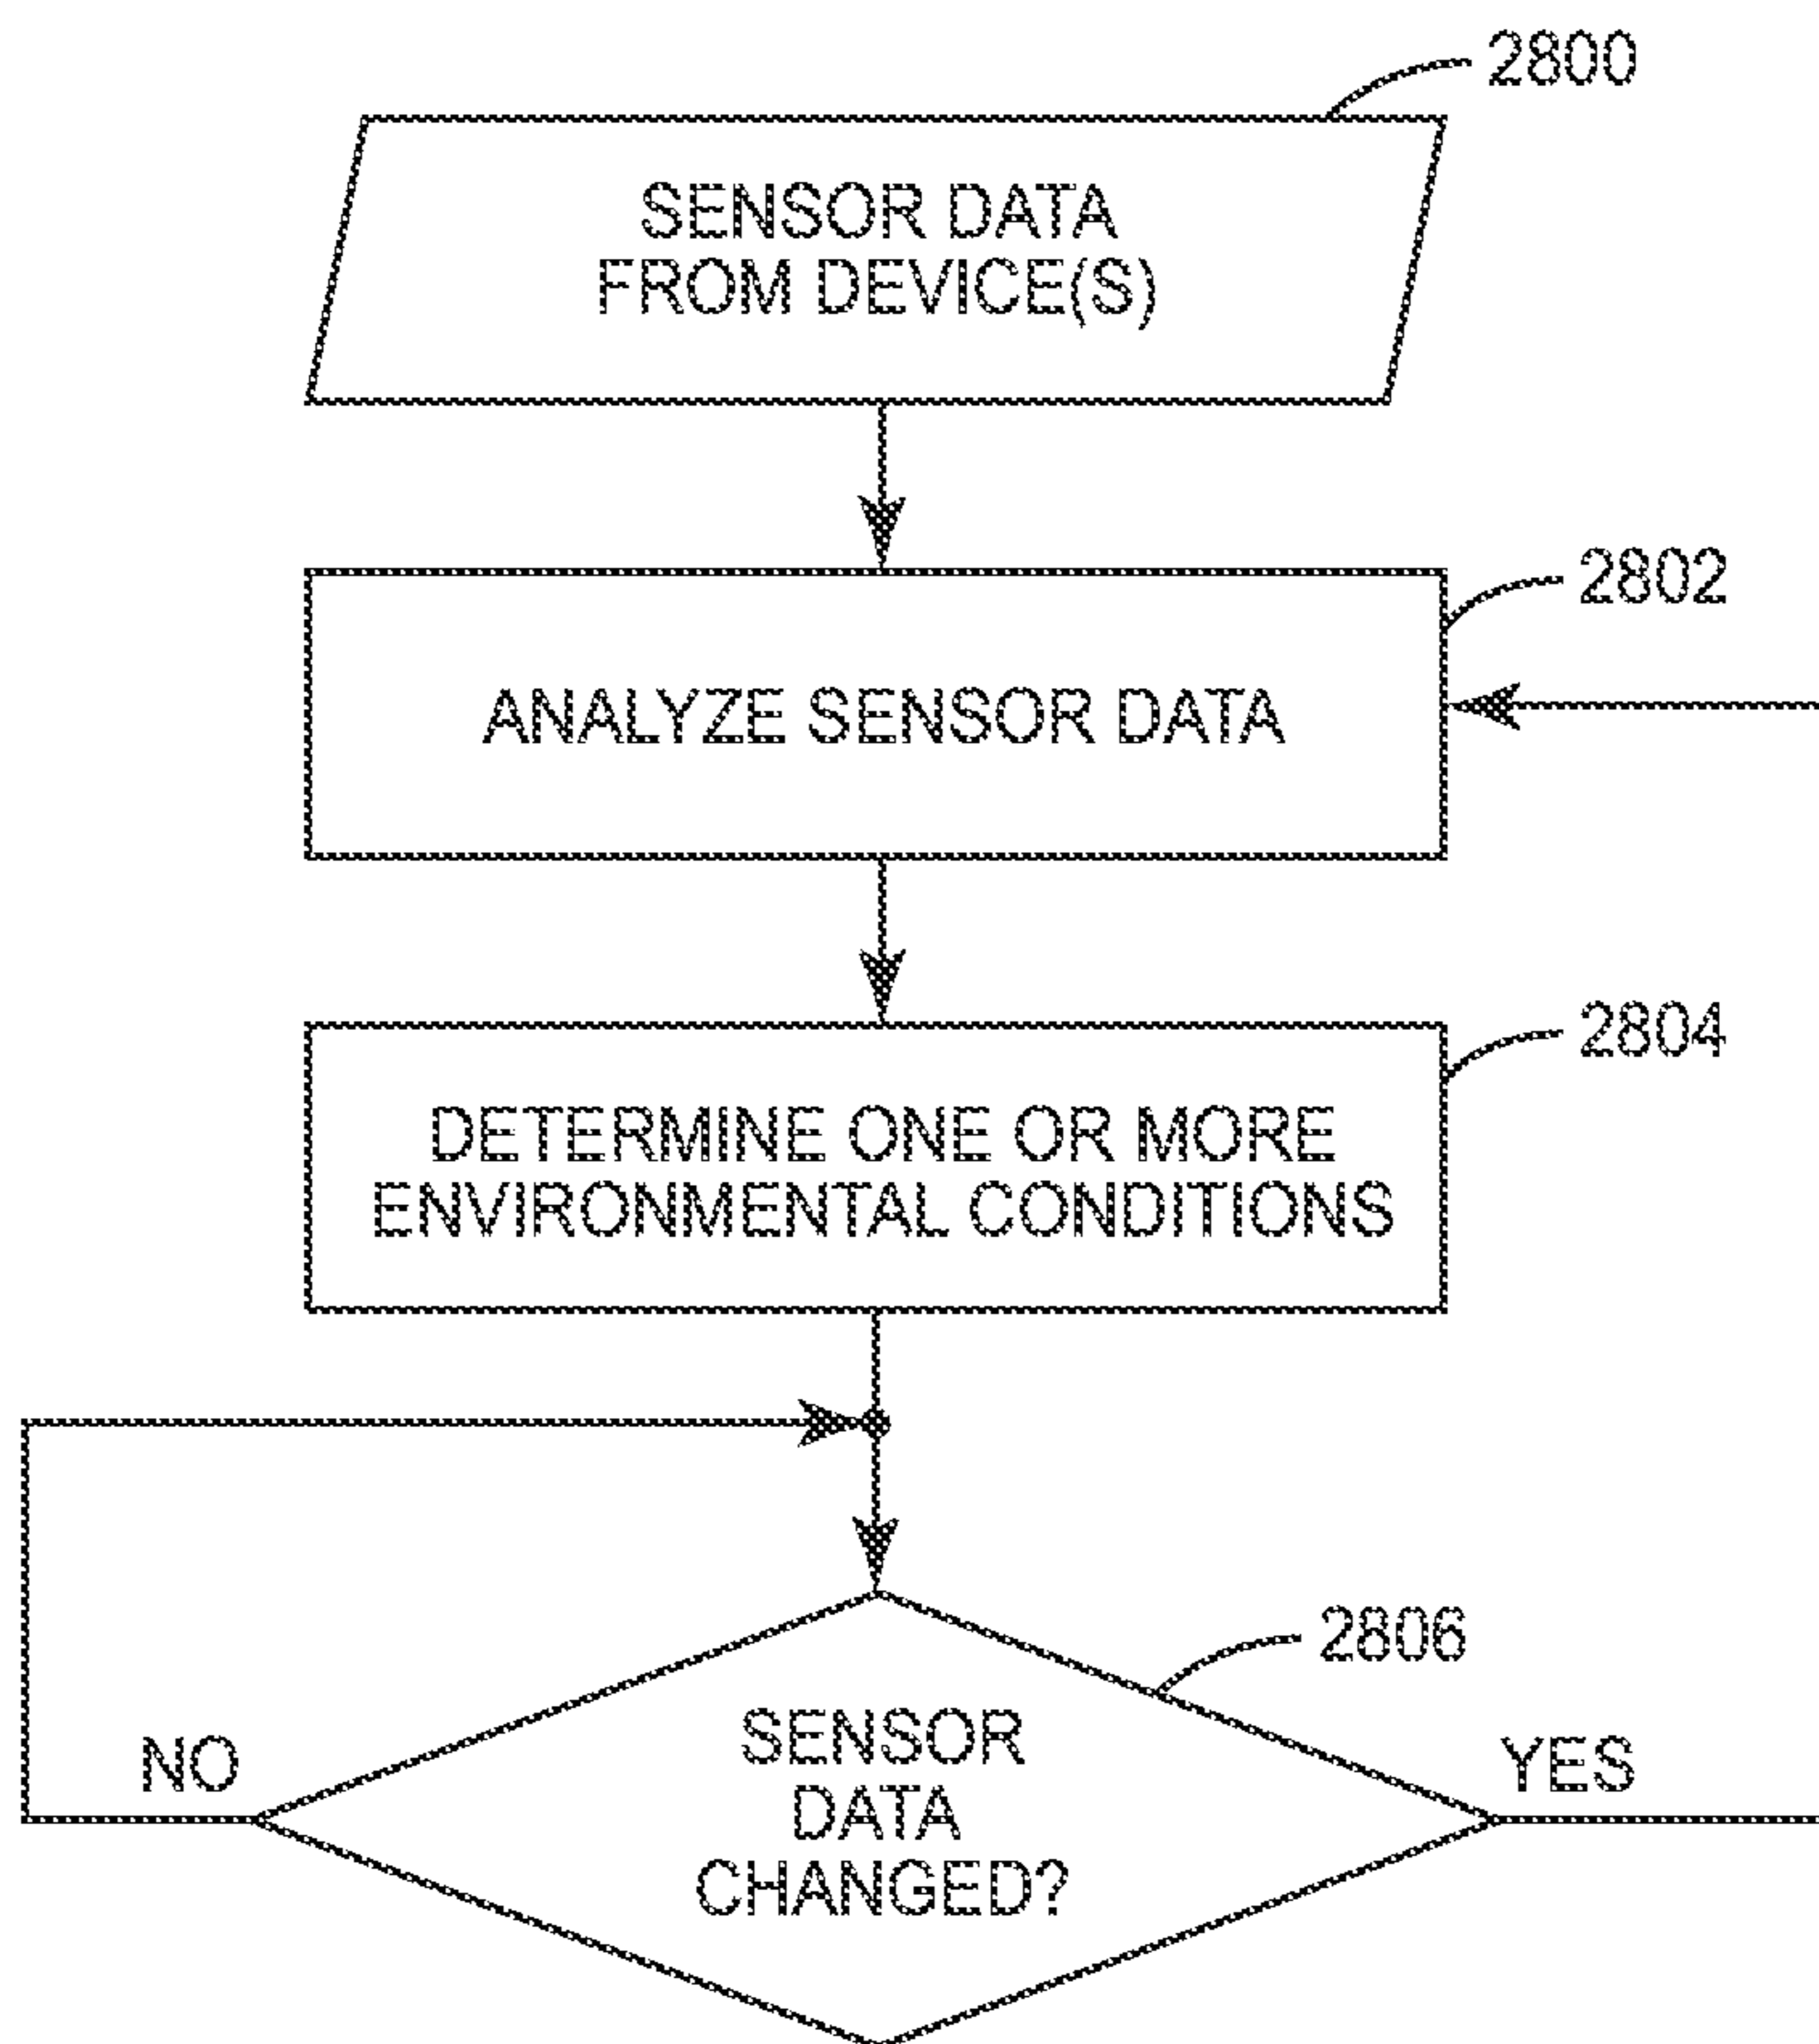 2800
SENSOR DATA
FROM DEVICE(S)
2802
ANALYZE SENSOR DATA
2804
DETERMINE ONE OR MORE
ENVIRONMENTAL CONDITIONS
2806
SENSOR
DATA
CHANGED?
NO
YES